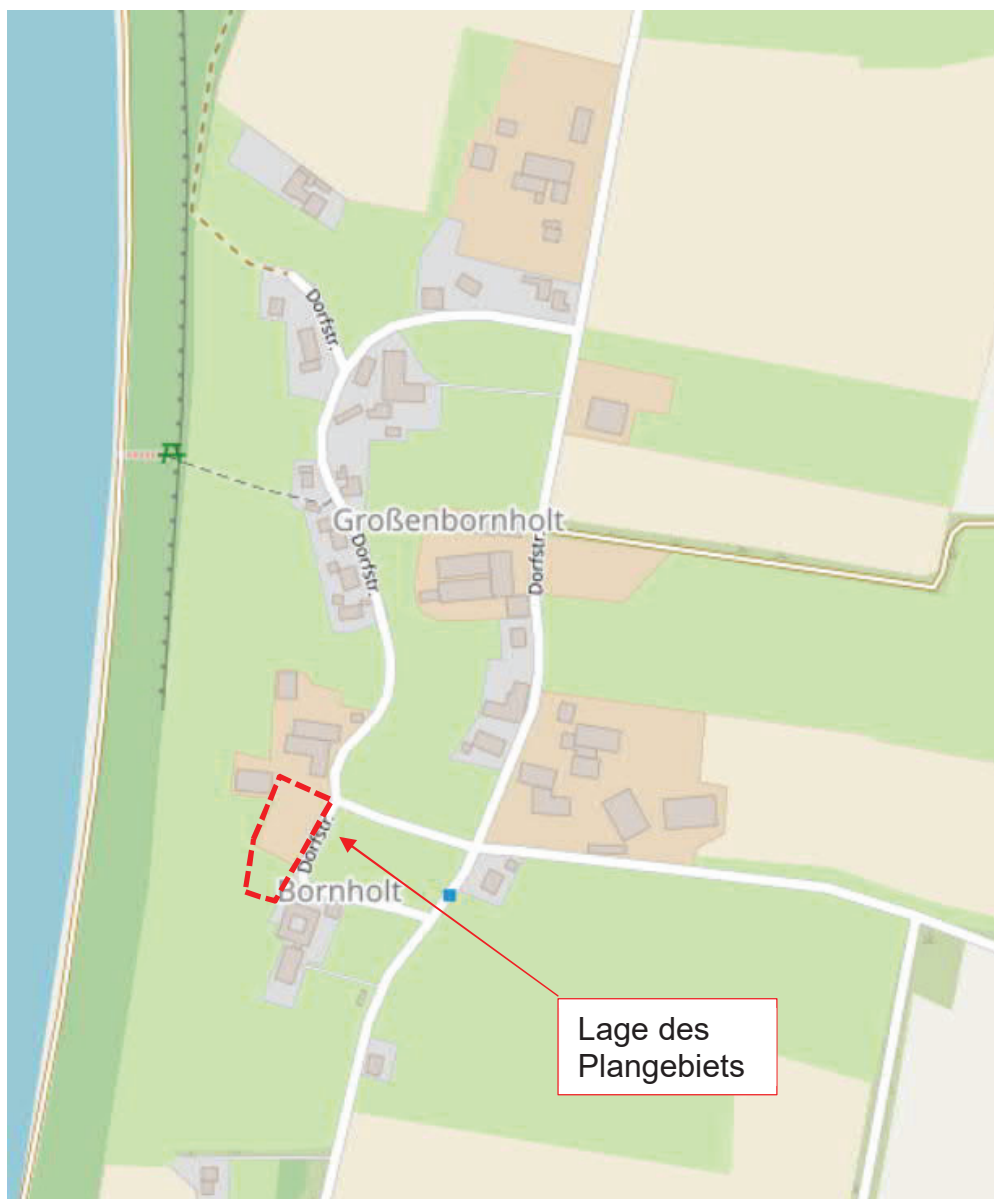 Dorfstr.
Großenbornholt
Dorfstr.
Dorfstr.
Dorfstr.
Bornholt
Lage des
Plangebiets